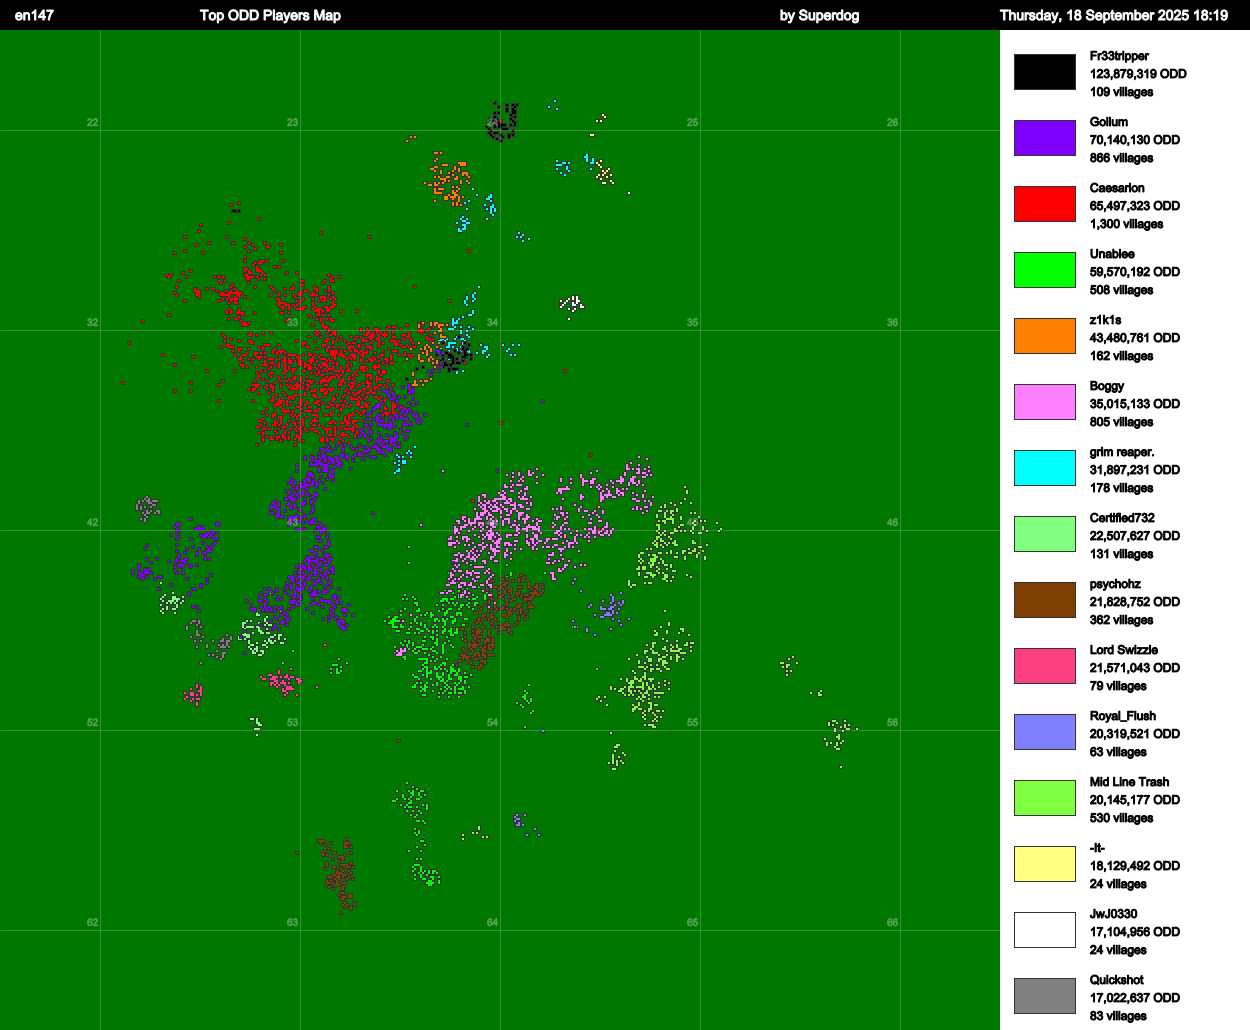 en147 Top ODD Players Map by Superdog Thursday, 18 September 2025 18:19
Fr33tripper
123,879,319 ODD
109 villages
22 23 25
Gollum
70,140,130 ODD
866 villages
Caesarion
65,497,323 ODD
1,300 villages
Unablee
59,570,192 ODD
508 villages
32 33 34 35 36
z1k1s
43,480,761 ODD
162 villages
Boggy
35,015,133 ODD
805 villages
grim reaper.
31,897,231 ODD
178 villages
42 43 45 46
Certified732
22,507,627 ODD
131 villages
psychohz
21,828,752 ODD
362 villages
Lord Swizzle
21,571,043 ODD
79 villages
52 53 54 55 56
Royal_Flush
20,319,521 ODD
63 villages
Mid Line Trash
20,145,177 ODD
530 villages
-It-
18,129,492 ODD
24 villages
62 63 64 65 66
JwJ0330
17,104,956 ODD
24 villages
Quickshot
17,022,637 ODD
83 villages